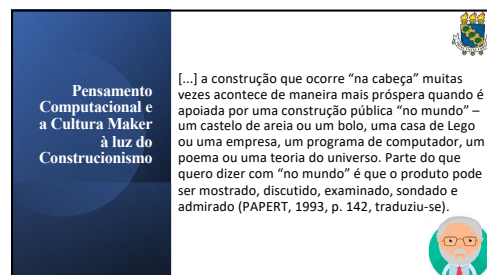 Pensamento
Computacional e
a Cultura Maker
à luz do
Construcionismo
[...] a construção que ocorre “na cabeça” muitas
vezes acontece de maneira mais próspera quando é
apoiada por uma construção pública “no mundo” –
um castelo de areia ou um bolo, uma casa de Lego
ou uma empresa, um programa de computador, um
poema ou uma teoria do universo. Parte do que
quero dizer com “no mundo” é que o produto pode
ser mostrado, discutido, examinado, sondado e
admirado (PAPERT, 1993, p. 142, traduziu-se).